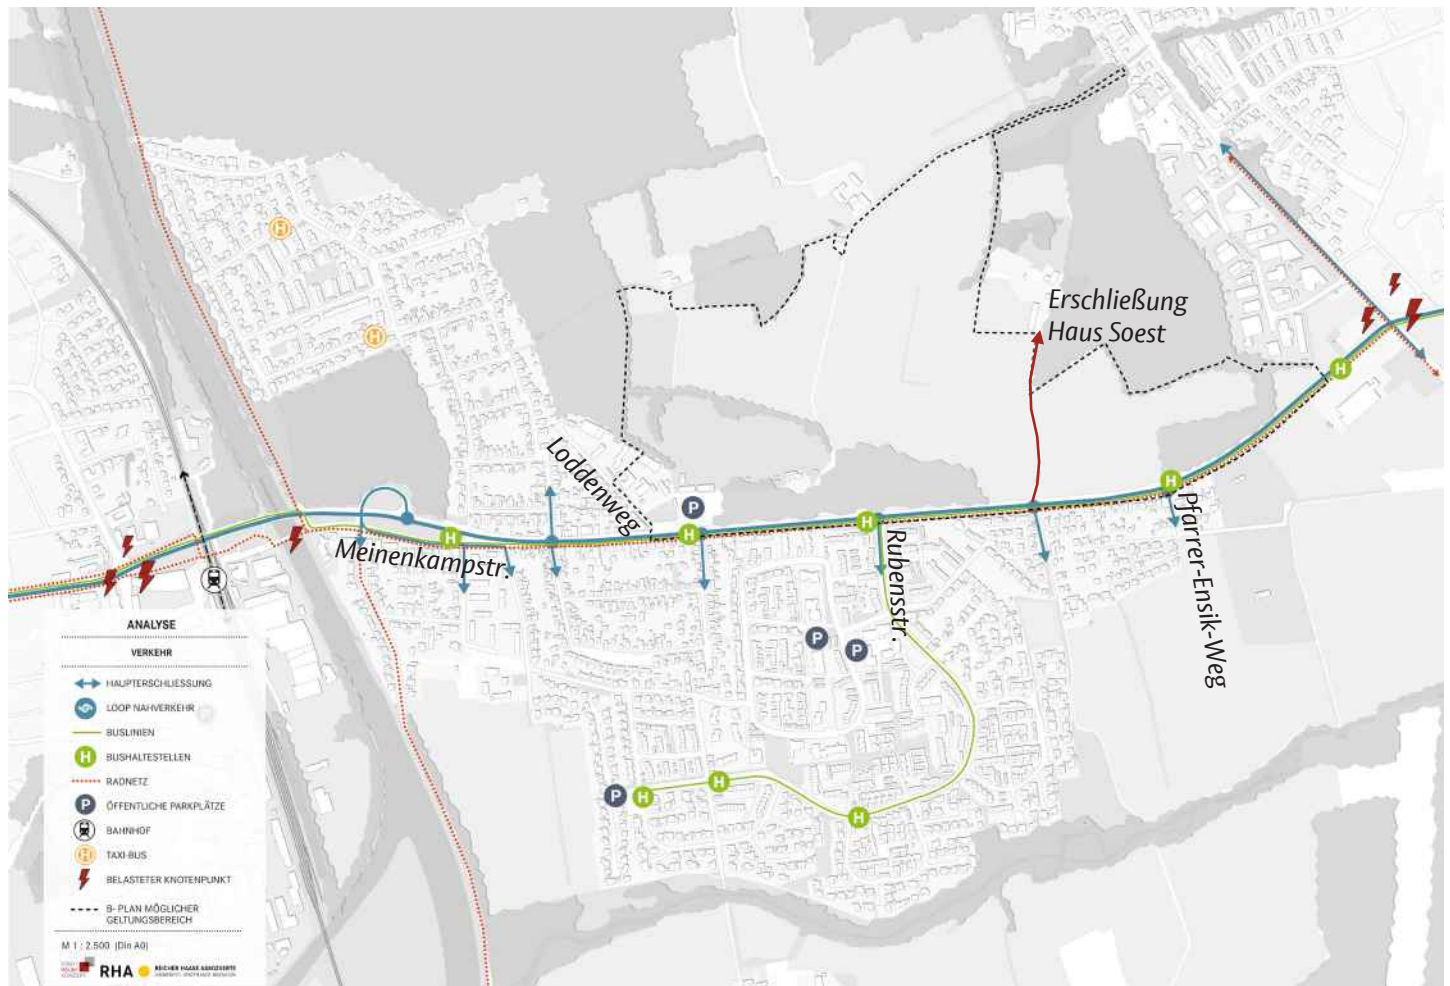 Erschließung
Haus Soest
Loddenweg
Meinenkampstr.
Rubensstr.
Pfarrer-Ensik-Weg
H
H
H
H
H
H
H
H
H
H
P
P
P
P
ANALYSE
VERKEHR
HAUPTERSCHLIESSUNG
LOOP NAHVERKEHR
BUSLINIEN
H BUSHALTESTELLEN
RADNETZ
P ÖFFENTLICHE PARKPLÄTZE
BAHNHOF
H TAXI-BUS
BELASTETER KNOTENPUNKT
B- PLAN MÖGLICHER
GELTUNGSBEREICH
M 1 : 2.500 (Din A0)
RHA REICHER HAASE ASSOZIIERTE